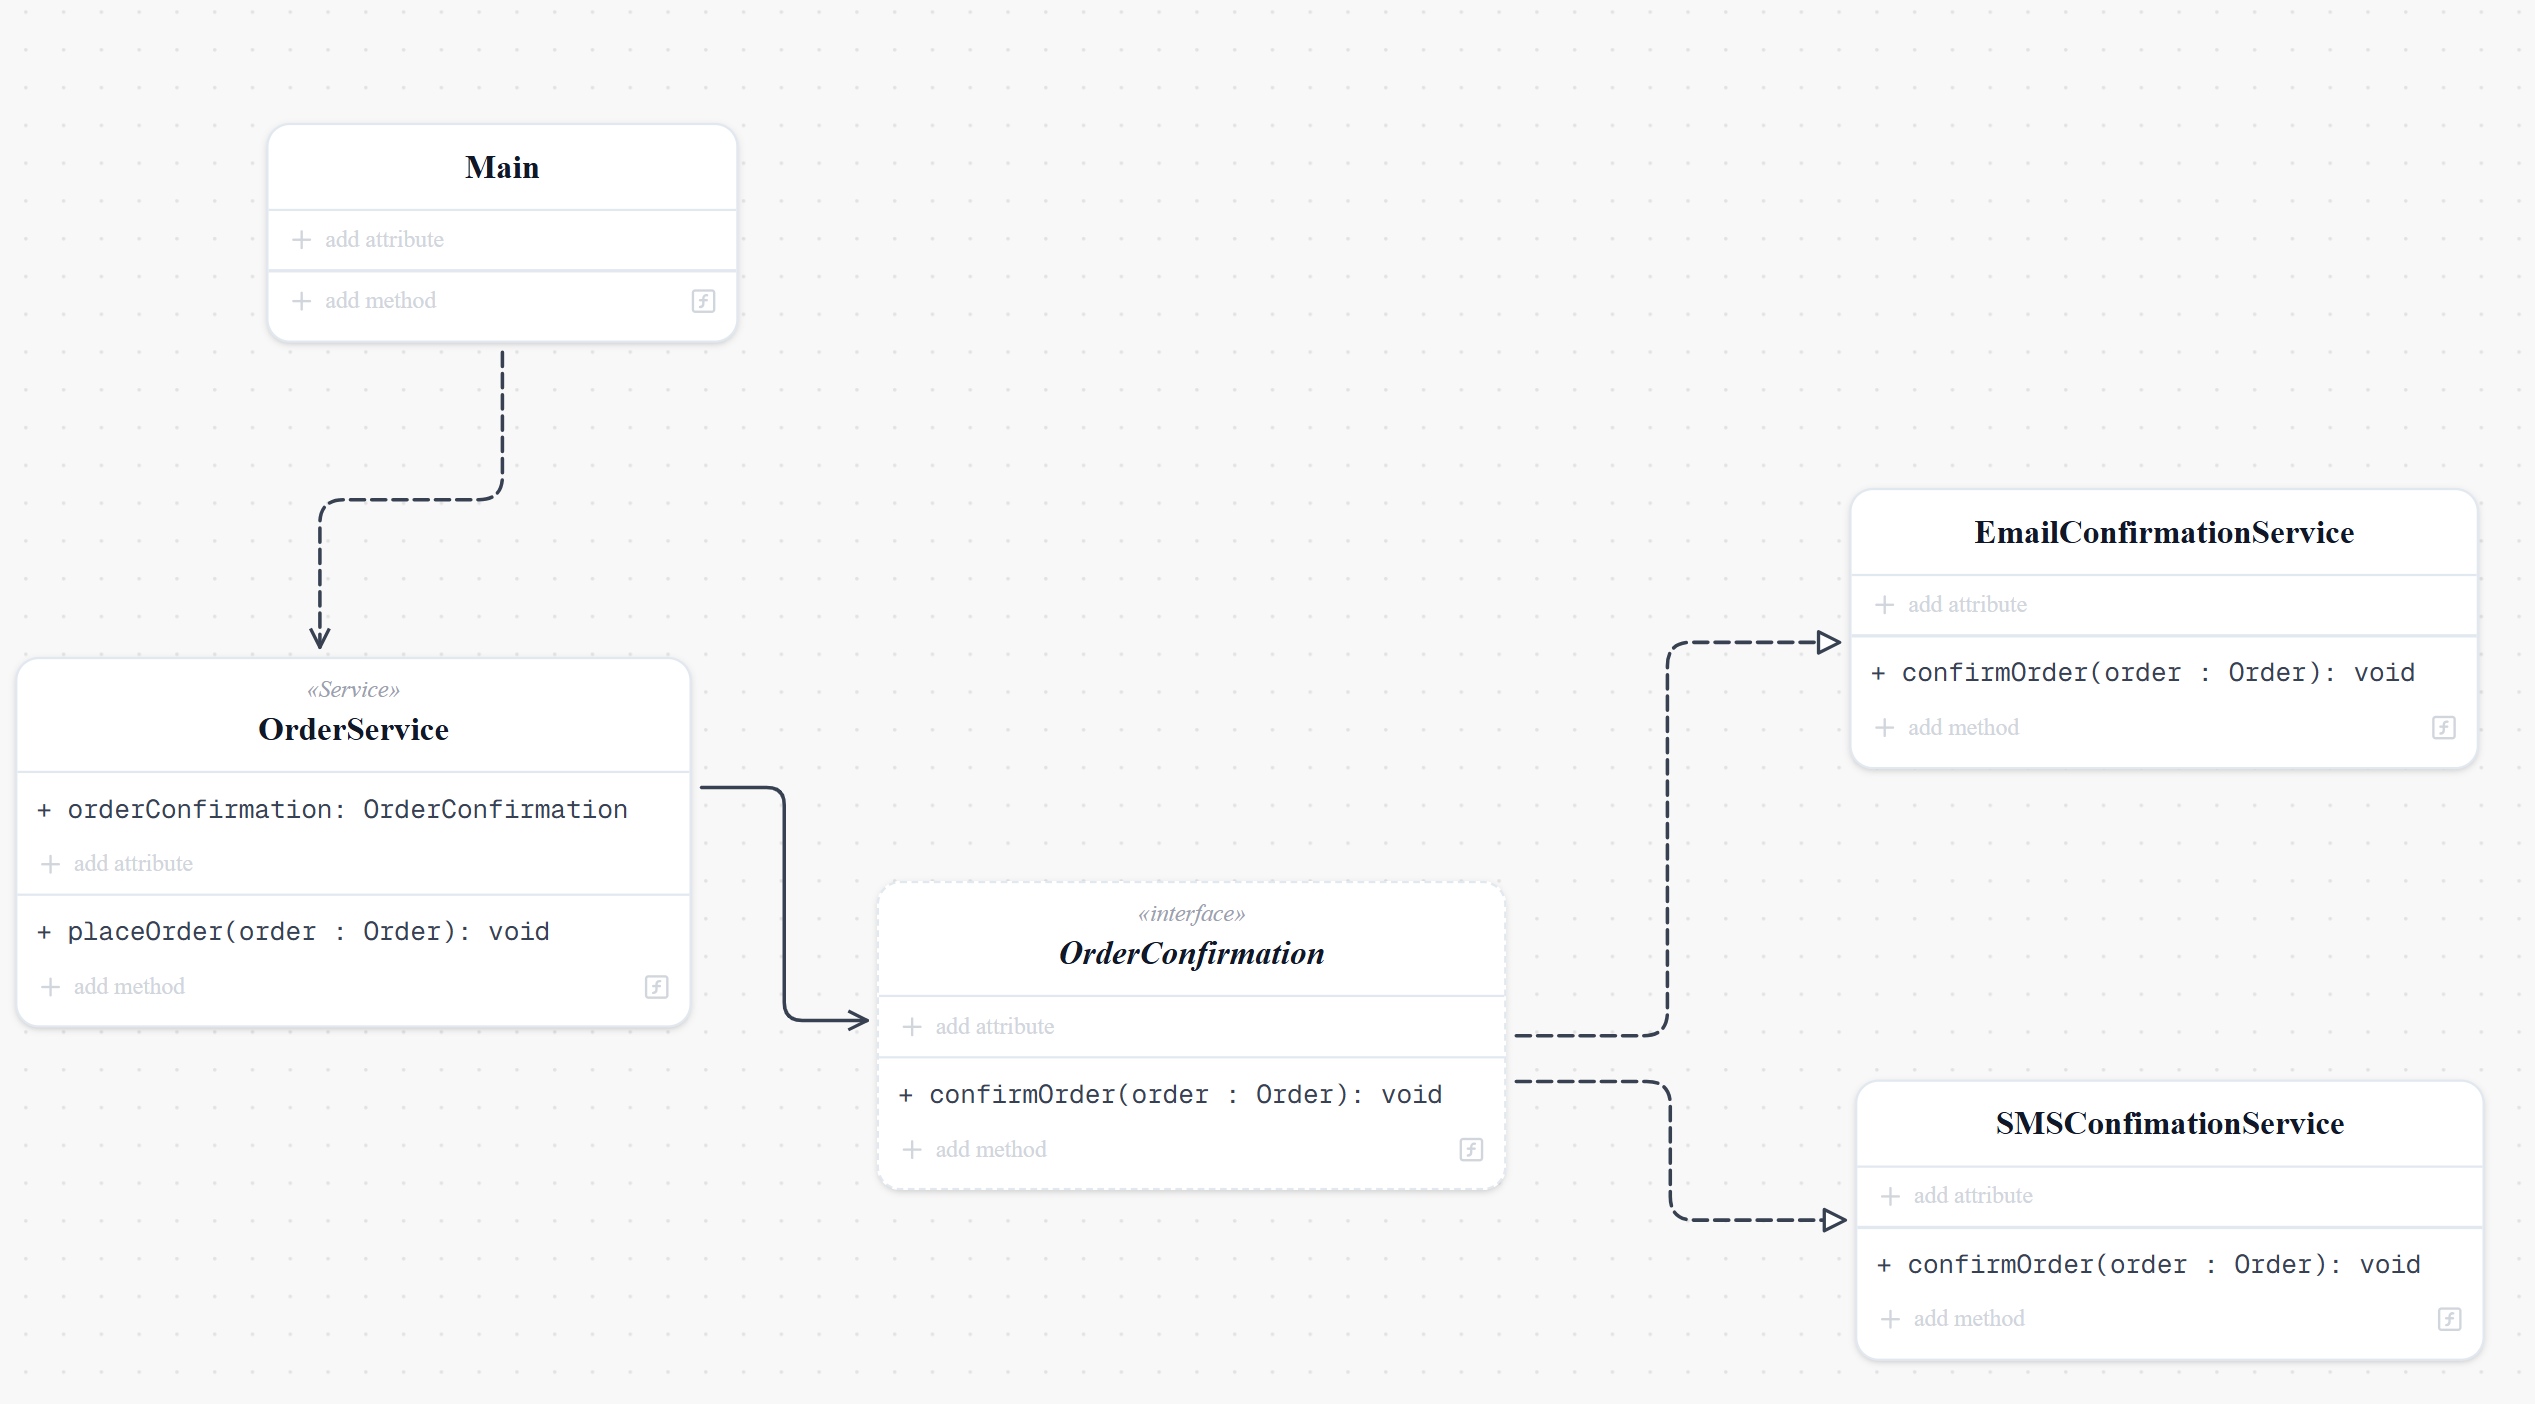 Main
add attribute
add method
«Service»
OrderService
+ orderConfirmation: OrderConfirmation
add attribute
+ placeOrder(order : Order): void
add method
«interface»
OrderConfirmation
add attribute
+ confirmOrder(order : Order): void
add method
EmailConfirmationService
add attribute
+ confirmOrder(order : Order): void
add method
SMSConfimationService
add attribute
+ confirmOrder(order : Order): void
add method